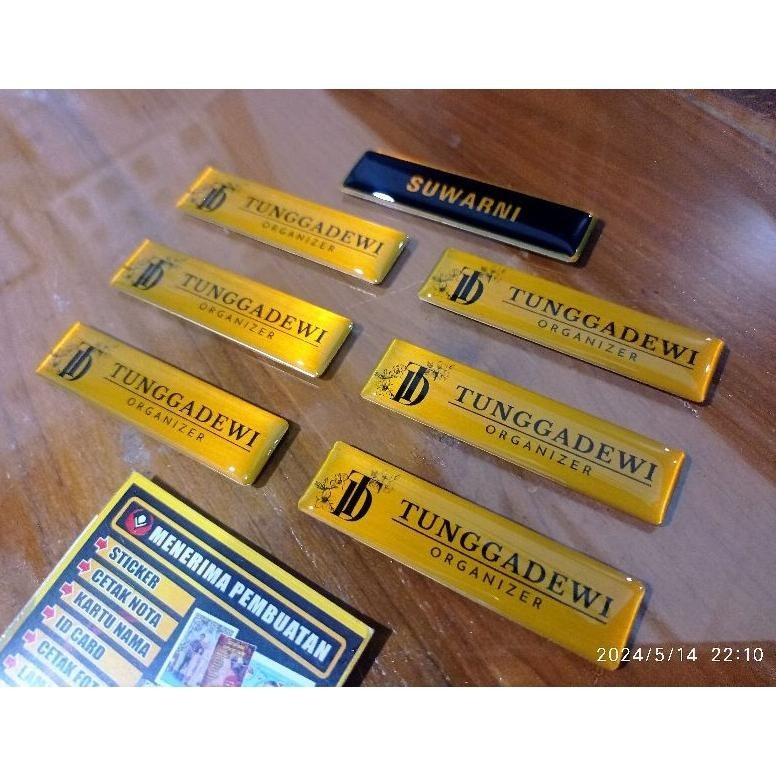 SUWARNI
TD
TUNGGADEWI
ORGANIZER
TD
TUNGGADEWI
ORGANIZER
TD
TUNGGADEWI
ORGANIZER
TD
TUNGGADEWI
ORGANIZER
TD
TUNGGADEWI
ORGANIZER
TD
TUNGGADEWI
ORGANIZER
MENERIMA PEMBUATAN
STICKER
CETAK NOTA
KARTU NAMA
ID CARD
CETAK
2024/5/14 22:10